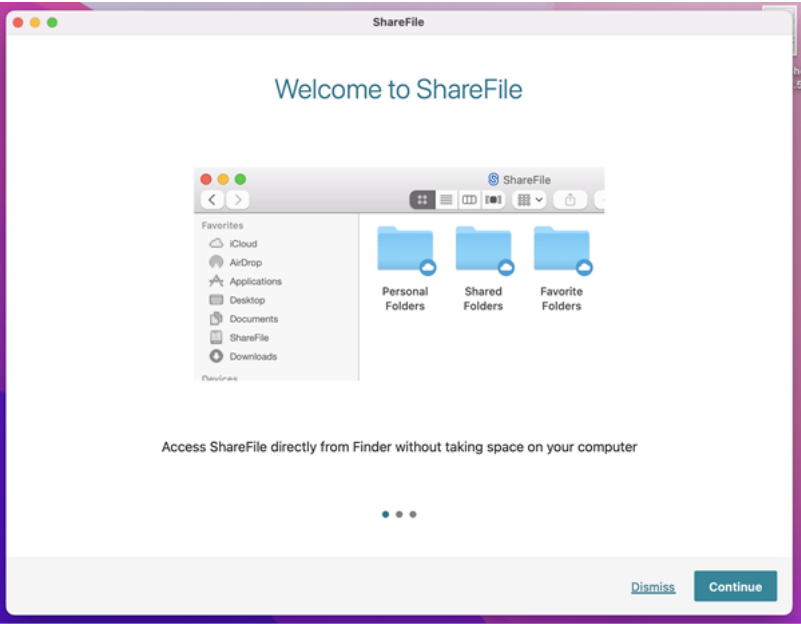 ShareFile
Welcome to ShareFile
ShareFile
Favorites
iCloud
AirDrop
Applications
Desktop
Documents
ShareFile
Downloads
Devices
Personal Folders
Shared Folders
Favorite Folders
Access ShareFile directly from Finder without taking space on your computer
Dismiss
Continue